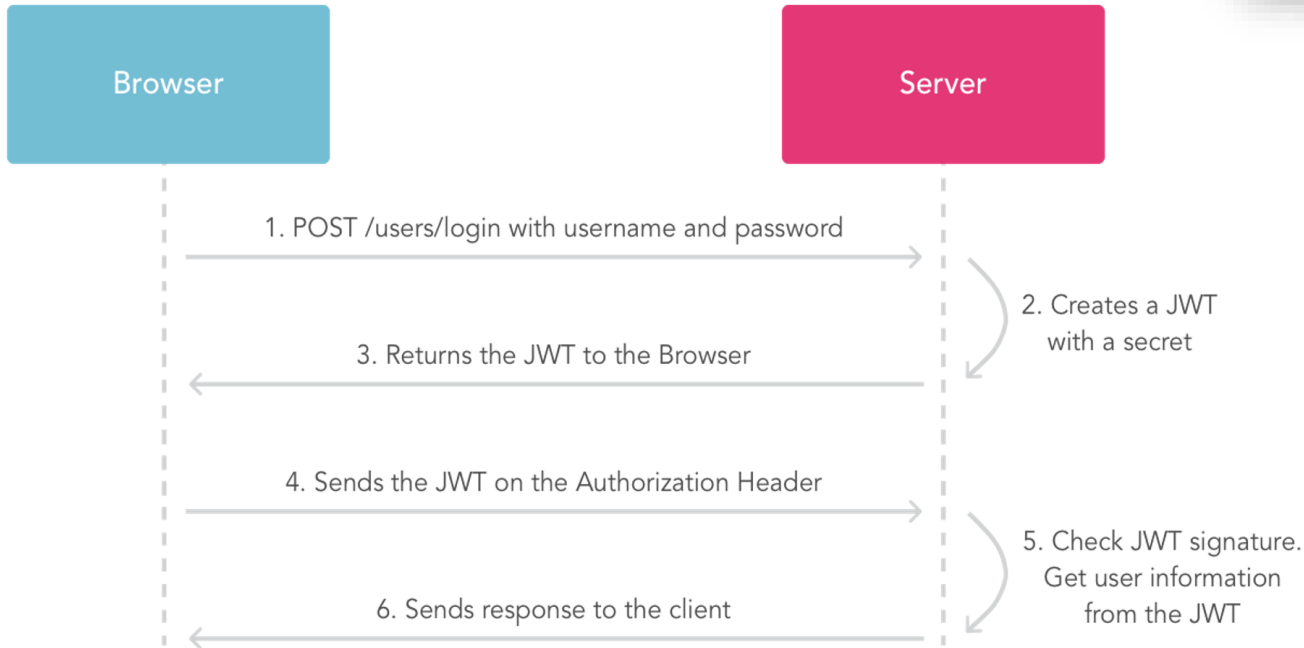 Browser
Server
1. POST /users/login with username and password
2. Creates a JWT
with a secret
3. Returns the JWT to the Browser
4. Sends the JWT on the Authorization Header
5. Check JWT signature.
Get user information
from the JWT
6. Sends response to the client